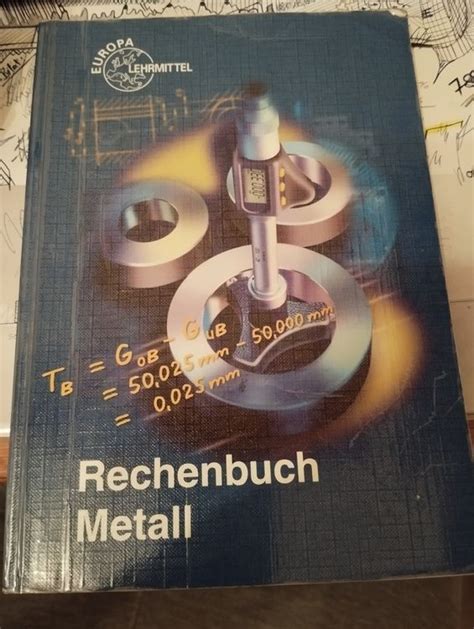 EUROPA
LEHRMITTEL
T_B = G_oB - G_uB
= 50,025 mm - 50,000 mm
= 0,025 mm
Rechenbuch
Metall